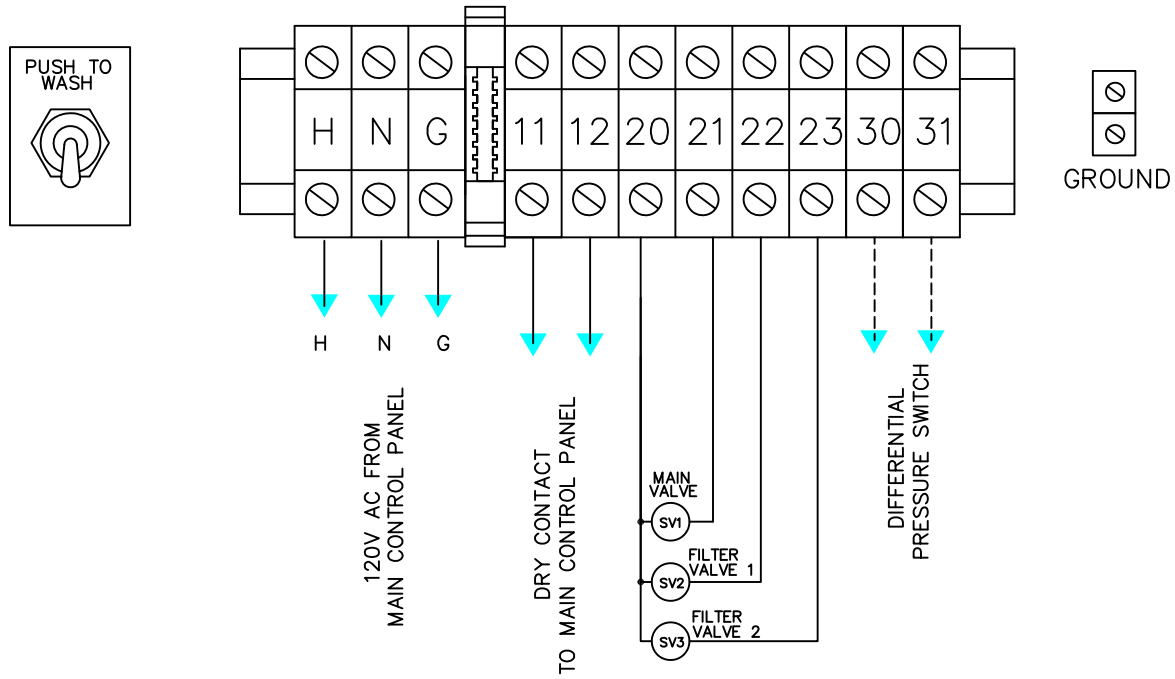 PUSH TO
WASH
H N G 11 12 20 21 22 23 30 31
GROUND
H N G
120V AC FROM
MAIN CONTROL PANEL
DRY CONTACT
TO MAIN CONTROL PANEL
MAIN
VALVE
SV1
FILTER
VALVE 1
SV2
FILTER
VALVE 2
SV3
DIFFERENTIAL
PRESSURE SWITCH